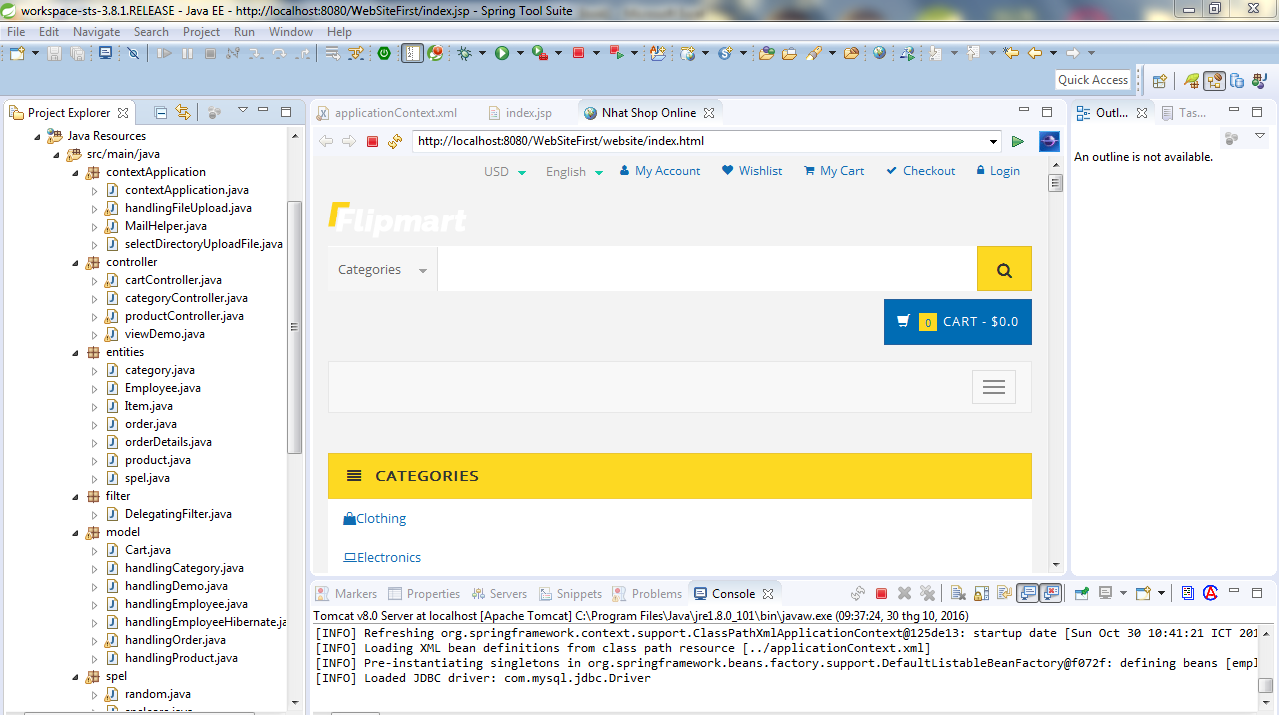 workspace-sts-3.8.1.RELEASE - Java EE - http://localhost:8080/WebSiteFirst/index.jsp - Spring Tool Suite
File Edit Navigate Search Project Run Window Help
Quick Access
Project Explorer
Java Resources
src/main/java
contextApplication
contextApplication.java
handlingFileUpload.java
MailHelper.java
selectDirectoryUploadFile.java
controller
cartController.java
categoryController.java
productController.java
viewDemo.java
entities
category.java
Employee.java
Item.java
order.java
orderDetails.java
product.java
spel.java
filter
DelegatingFilter.java
model
Cart.java
handlingCategory.java
handlingDemo.java
handlingEmployee.java
handlingEmployeeHibernate.ja
handlingOrder.java
handlingProduct.java
spel
random.java
applicationContext.xml index.jsp Nhat Shop Online
http://localhost:8080/WebSiteFirst/website/index.html
USD English My Account Wishlist My Cart Checkout Login
Flipmart
Categories
0 CART - $0.0
CATEGORIES
Clothing
Electronics
Outl... Tas...
An outline is not available.
Markers Properties Servers Snippets Problems Console
Tomcat v8.0 Server at localhost [Apache Tomcat] C:\Program Files\Java\jre1.8.0_101\bin\javaw.exe (09:37:24, 30 thg 10, 2016)
[INFO] Refreshing org.springframework.context.support.ClassPathXmlApplicationContext@125de13: startup date [Sun Oct 30 10:41:21 ICT 201
[INFO] Loading XML bean definitions from class path resource [../applicationContext.xml]
[INFO] Pre-instantiating singletons in org.springframework.beans.factory.support.DefaultListableBeanFactory@f072f: defining beans [empl
[INFO] Loaded JDBC driver: com.mysql.jdbc.Driver